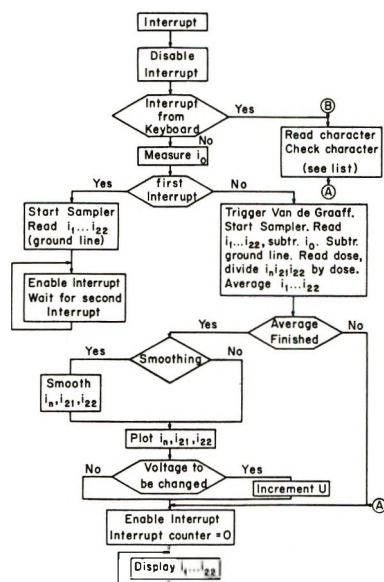 Interrupt
Disable
Interrupt
Interrupt
from
Keyboard
Yes
B
No
Read character
Check character
(see list)
A
Measure i₀
Yes
first
Interrupt
No
Start Sampler
Read i₁...i₂₂
(ground line)
Trigger Van de Graaff.
Start Sampler. Read
i₁...i₂₂, subtr. i₀. Subtr.
ground line. Read dose,
divide iₙi₂₁i₂₂ by dose.
Average i₁...i₂₂
Enable Interrupt
Wait for second
Interrupt
Yes
Average
Finished
No
Yes
Smoothing
No
Smooth
iₙ,i₂₁,i₂₂
Plot iₙ,i₂₁,i₂₂
No
Voltage to
be changed
Yes
Increment U
A
Enable Interrupt
Interrupt counter =0
Display i₁...i₂₂